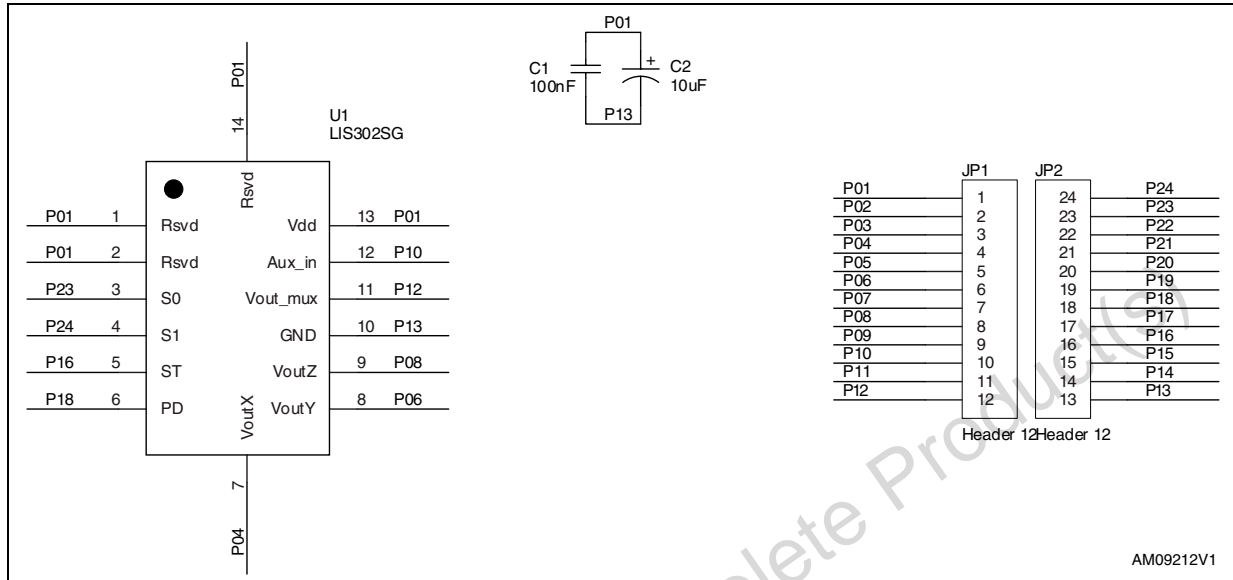 P01
14
Rsvd
U1
LIS302SG
P01 1 Rsvd
P01 2 Rsvd
P23 3 S0
P24 4 S1
P16 5 ST
P18 6 PD
Vdd 13 P01
Aux_in 12 P10
Vout_mux 11 P12
GND 10 P13
VoutZ 9 P08
VoutY 8 P06
VoutX
7
P04
P01
C1
100nF
+
C2
10uF
P13
JP1
P01 1
P02 2
P03 3
P04 4
P05 5
P06 6
P07 7
P08 8
P09 9
P10 10
P11 11
P12 12
Header 12
JP2
24 P24
23 P23
22 P22
21 P21
20 P20
19 P19
18 P18
17 P17
16 P16
15 P15
14 P14
13 P13
Header 12
lete Product(s)
AM09212V1